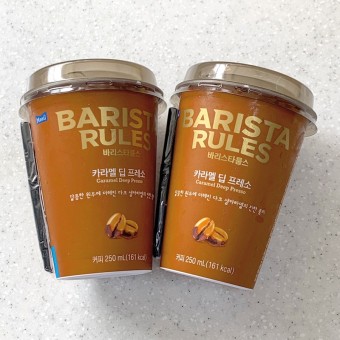 Maeil
BARISTA
RULES
바리스타룰스
카라멜 딥 프레소
Caramel Deep Presso
커피 250 mL(161 kcal)
BARISTA
RULES
바리스타룰스
카라멜 딥 프레소
Caramel Deep Presso
커피 250 mL(161 kcal)